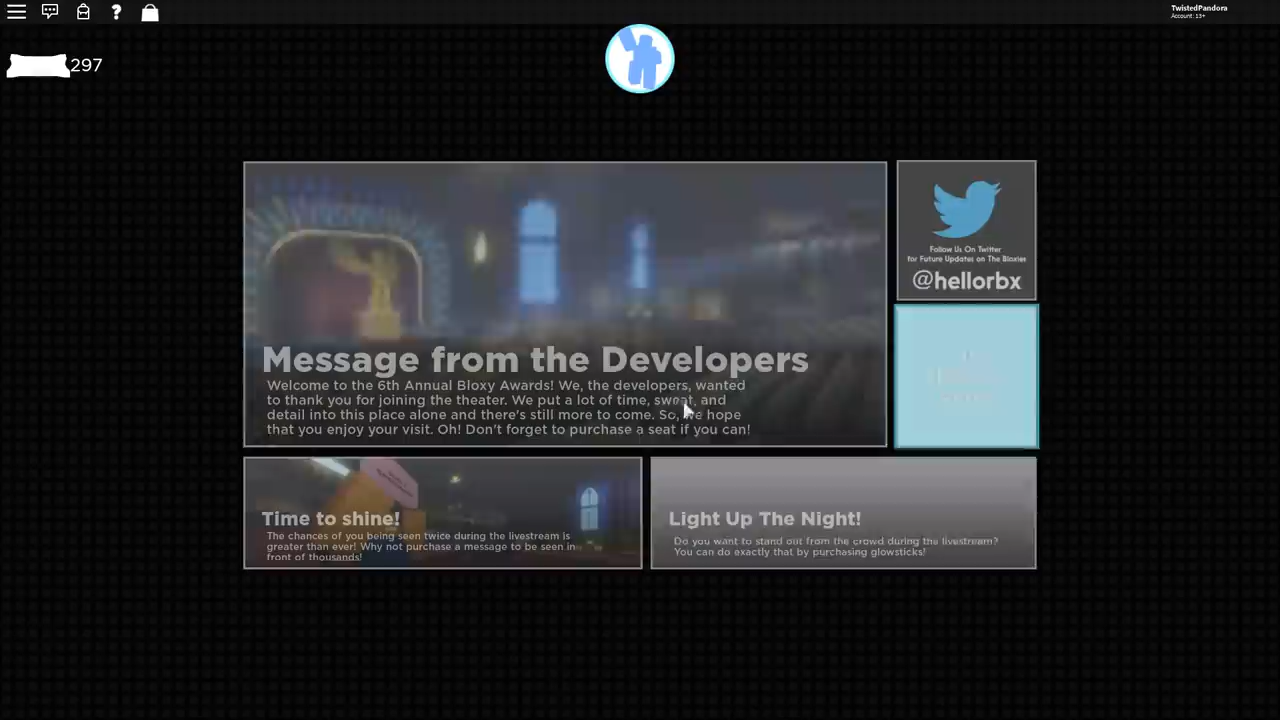 TwistedPandora
Account: 13+
297
Message from the Developers
Welcome to the 6th Annual Bloxy Awards! We, the developers, wanted
to thank you for joining the theater. We put a lot of time, sweat, and
detail into this place alone and there's still more to come. So, we hope
that you enjoy your visit. Oh! Don't forget to purchase a seat if you can!
Follow Us On Twitter
for Future Updates on The Bloxies
@hellorbx
Time to shine!
The chances of you being seen twice during the livestream is
greater than ever! Why not purchase a message to be seen in
front of thousands!
Light Up The Night!
Do you want to stand out from the crowd during the livestream?
You can do exactly that by purchasing glowsticks!